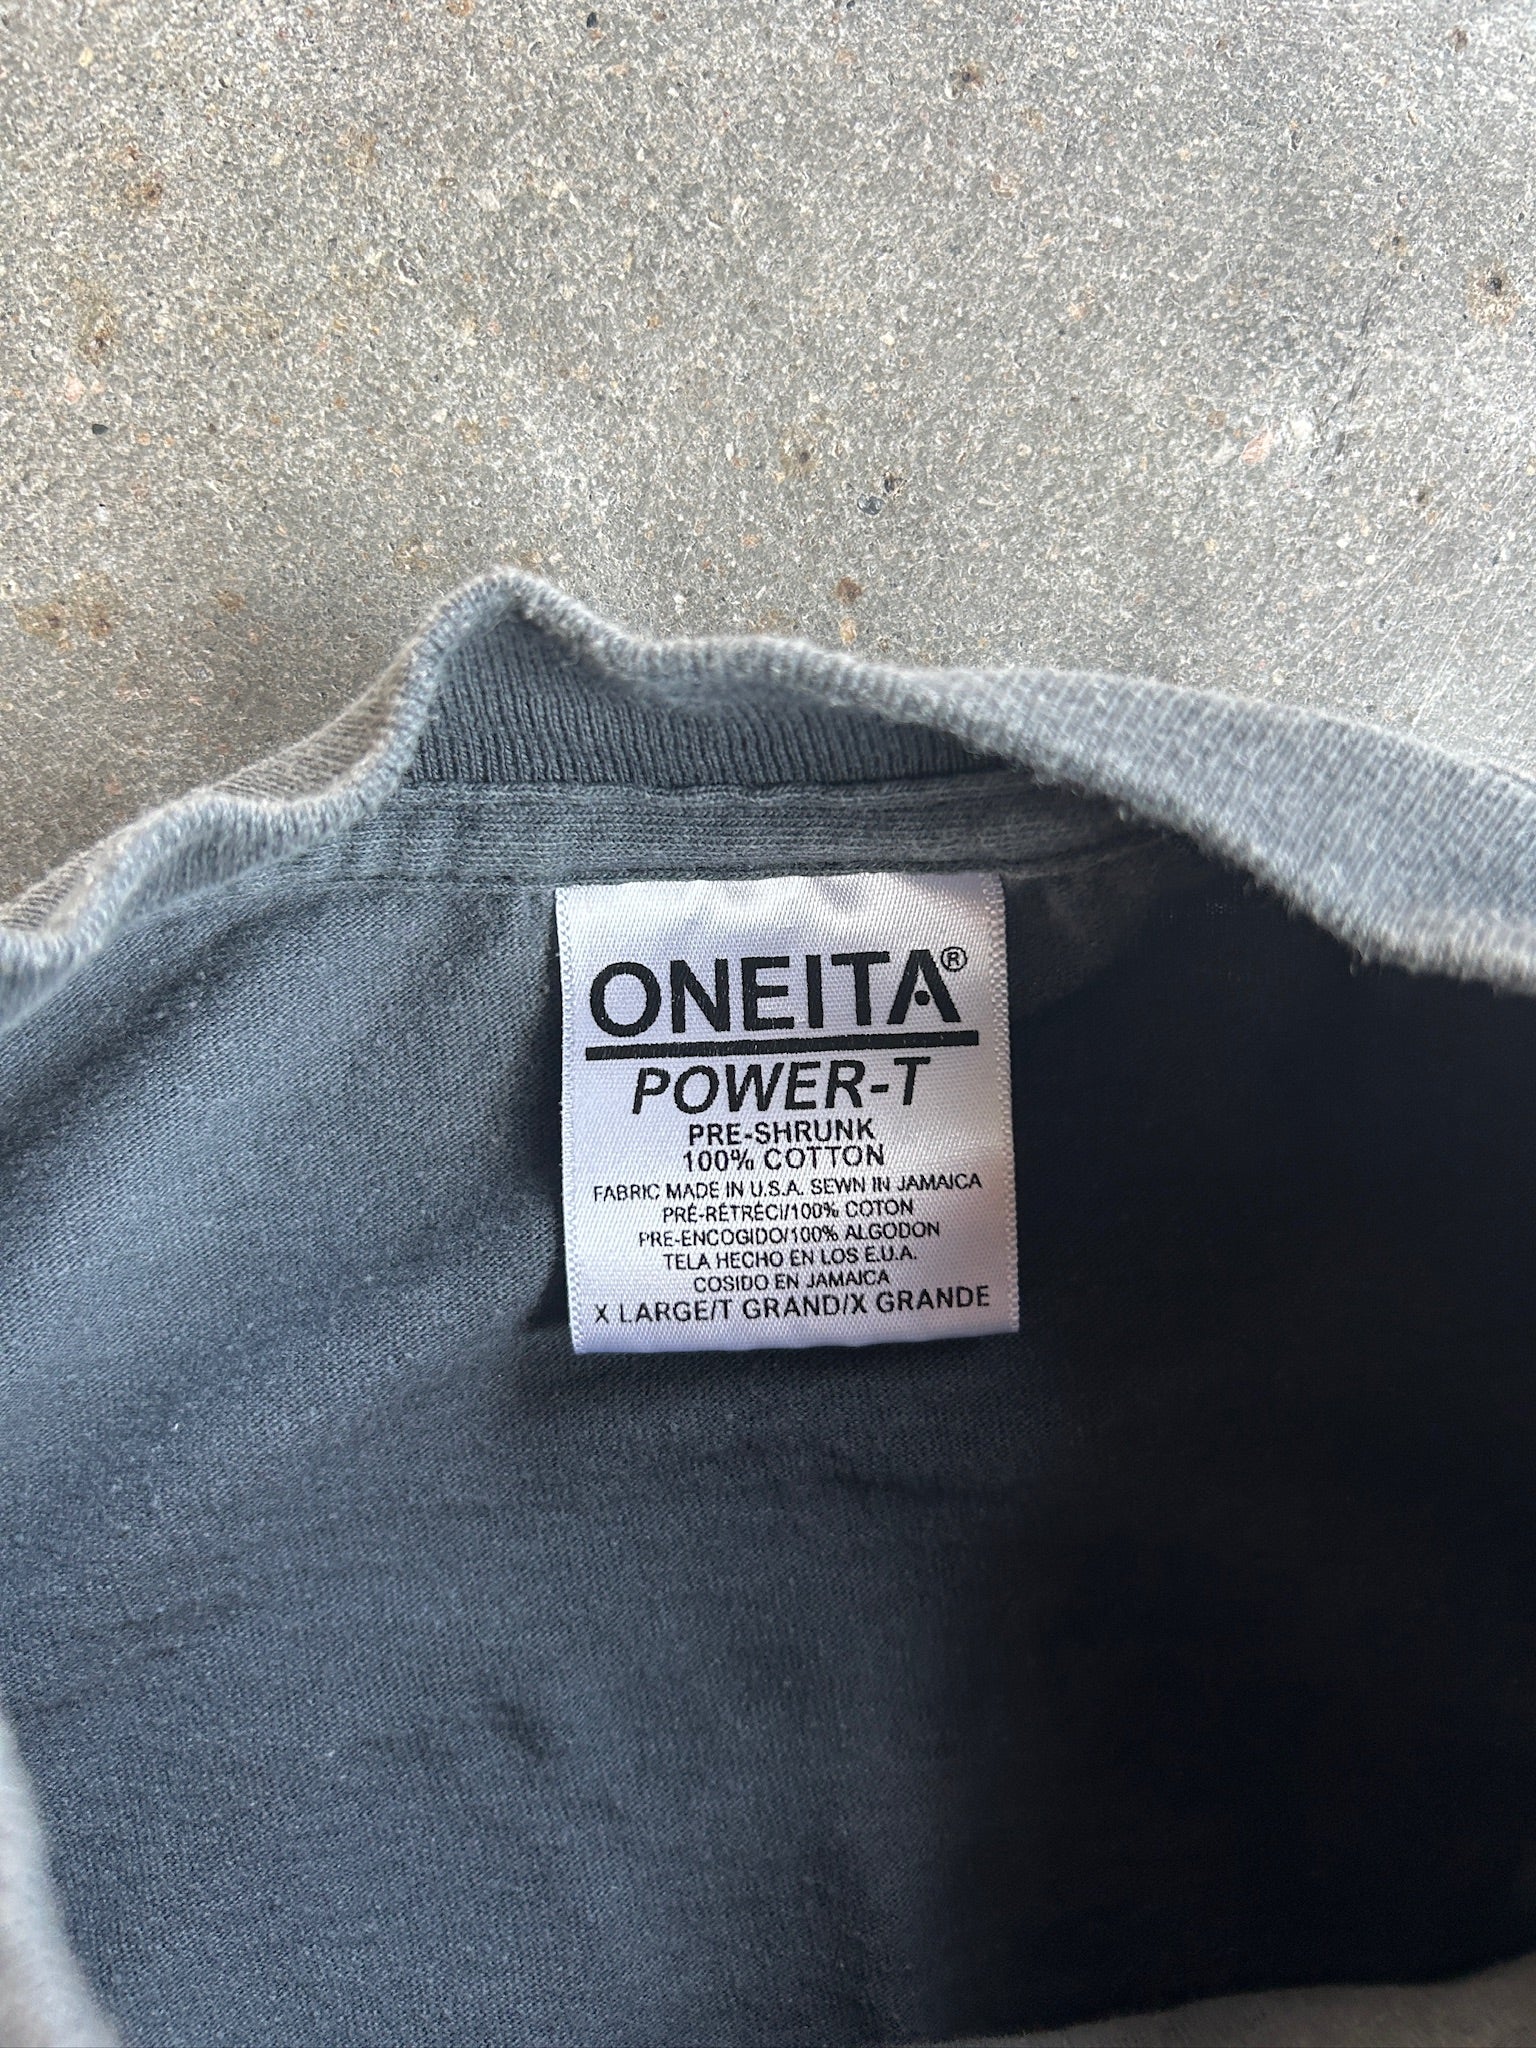 ONEITA®
POWER-T
PRE-SHRUNK
100% COTTON
FABRIC MADE IN U.S.A. SEWN IN JAMAICA
PRÉ-RÉTRÉCI/100% COTON
PRE-ENCOGIDO/100% ALGODON
TELA HECHO EN LOS E.U.A.
COSIDO EN JAMAICA
X LARGE/T GRAND/X GRANDE